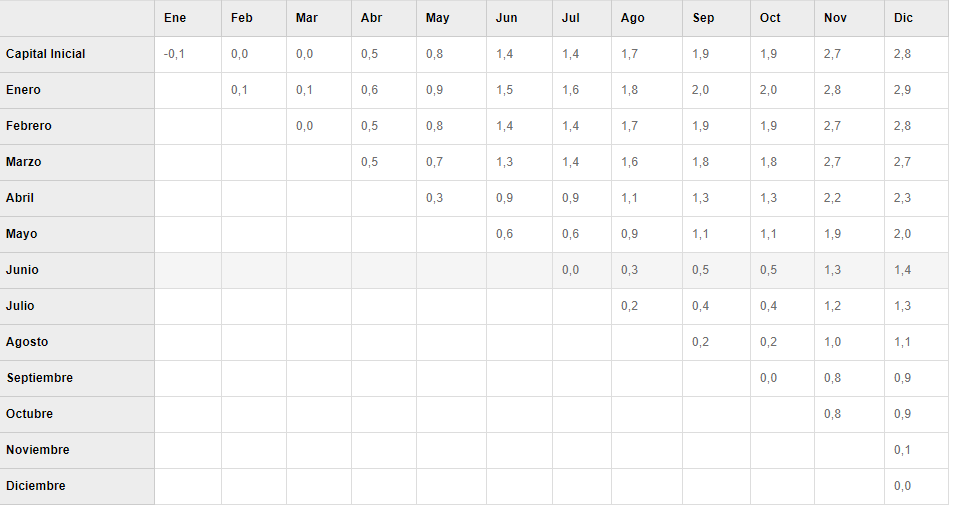 Ene Feb Mar Abr May Jun Jul Ago Sep Oct Nov Dic
Capital Inicial -0,1 0,0 0,0 0,5 0,8 1,4 1,4 1,7 1,9 1,9 2,7 2,8
Enero 0,1 0,1 0,6 0,9 1,5 1,6 1,8 2,0 2,0 2,8 2,9
Febrero 0,0 0,5 0,8 1,4 1,4 1,7 1,9 1,9 2,7 2,8
Marzo 0,5 0,7 1,3 1,4 1,6 1,8 1,8 2,7 2,7
Abril 0,3 0,9 0,9 1,1 1,3 1,3 2,2 2,3
Mayo 0,6 0,6 0,9 1,1 1,1 1,9 2,0
Junio 0,0 0,3 0,5 0,5 1,3 1,4
Julio 0,2 0,4 0,4 1,2 1,3
Agosto 0,2 0,2 1,0 1,1
Septiembre 0,0 0,8 0,9
Octubre 0,8 0,9
Noviembre 0,1
Diciembre 0,0